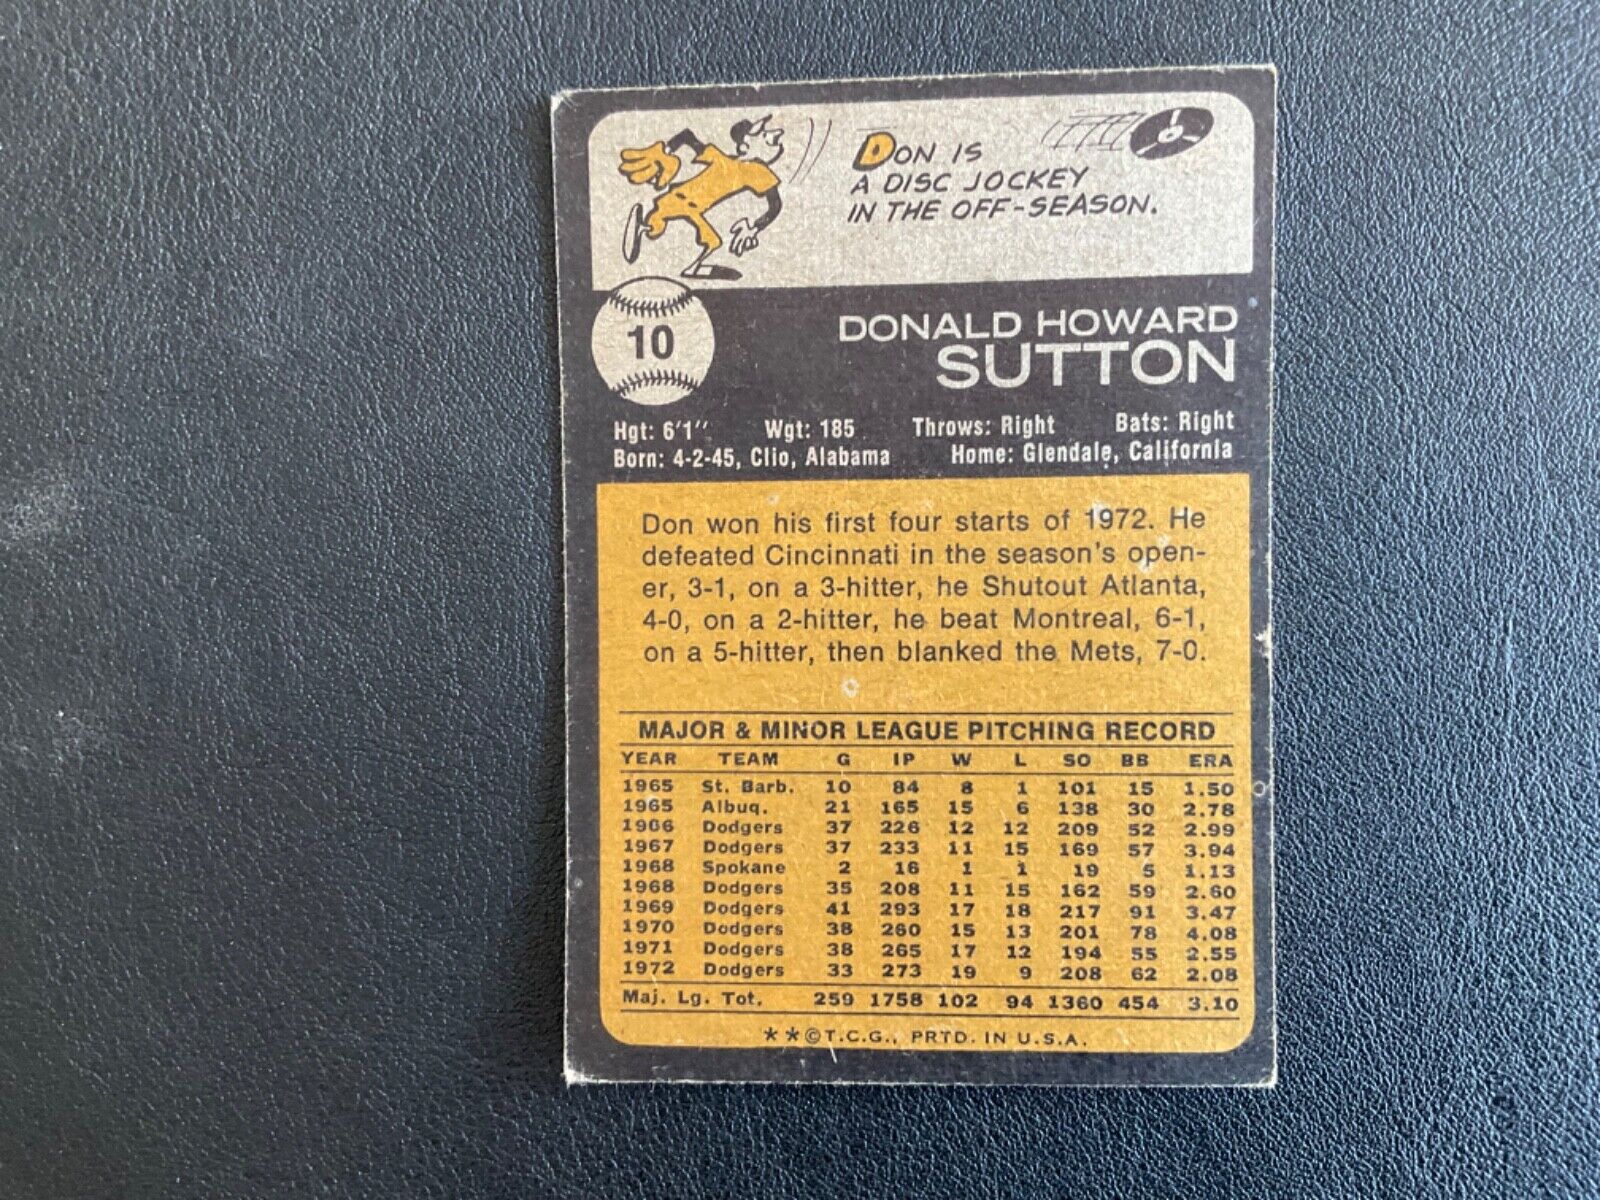 DON IS
A DISC JOCKEY
IN THE OFF-SEASON.
10
DONALD HOWARD
SUTTON
Hgt: 6'1" Wgt: 185 Throws: Right Bats: Right
Born: 4-2-45, Clio, Alabama Home: Glendale, California
Don won his first four starts of 1972. He
defeated Cincinnati in the season's open-
er, 3-1, on a 3-hitter, he Shutout Atlanta,
4-0, on a 2-hitter, he beat Montreal, 6-1,
on a 5-hitter, then blanked the Mets, 7-0.
MAJOR & MINOR LEAGUE PITCHING RECORD
YEAR TEAM G IP W L SO BB ERA
1965 St. Barb. 10 84 8 1 101 15 1.50
1965 Albuq. 21 165 15 6 138 30 2.78
1966 Dodgers 37 226 12 12 209 52 2.99
1967 Dodgers 37 233 11 15 169 57 3.94
1968 Spokane 2 16 1 1 19 5 1.13
1968 Dodgers 35 208 11 15 162 59 2.60
1969 Dodgers 41 293 17 18 217 91 3.47
1970 Dodgers 38 260 15 13 201 78 4.08
1971 Dodgers 38 265 17 12 194 55 2.55
1972 Dodgers 33 273 19 9 208 62 2.08
Maj. Lg. Tot. 259 1758 102 94 1360 454 3.10
**©T.C.G., PRTD. IN U.S.A.